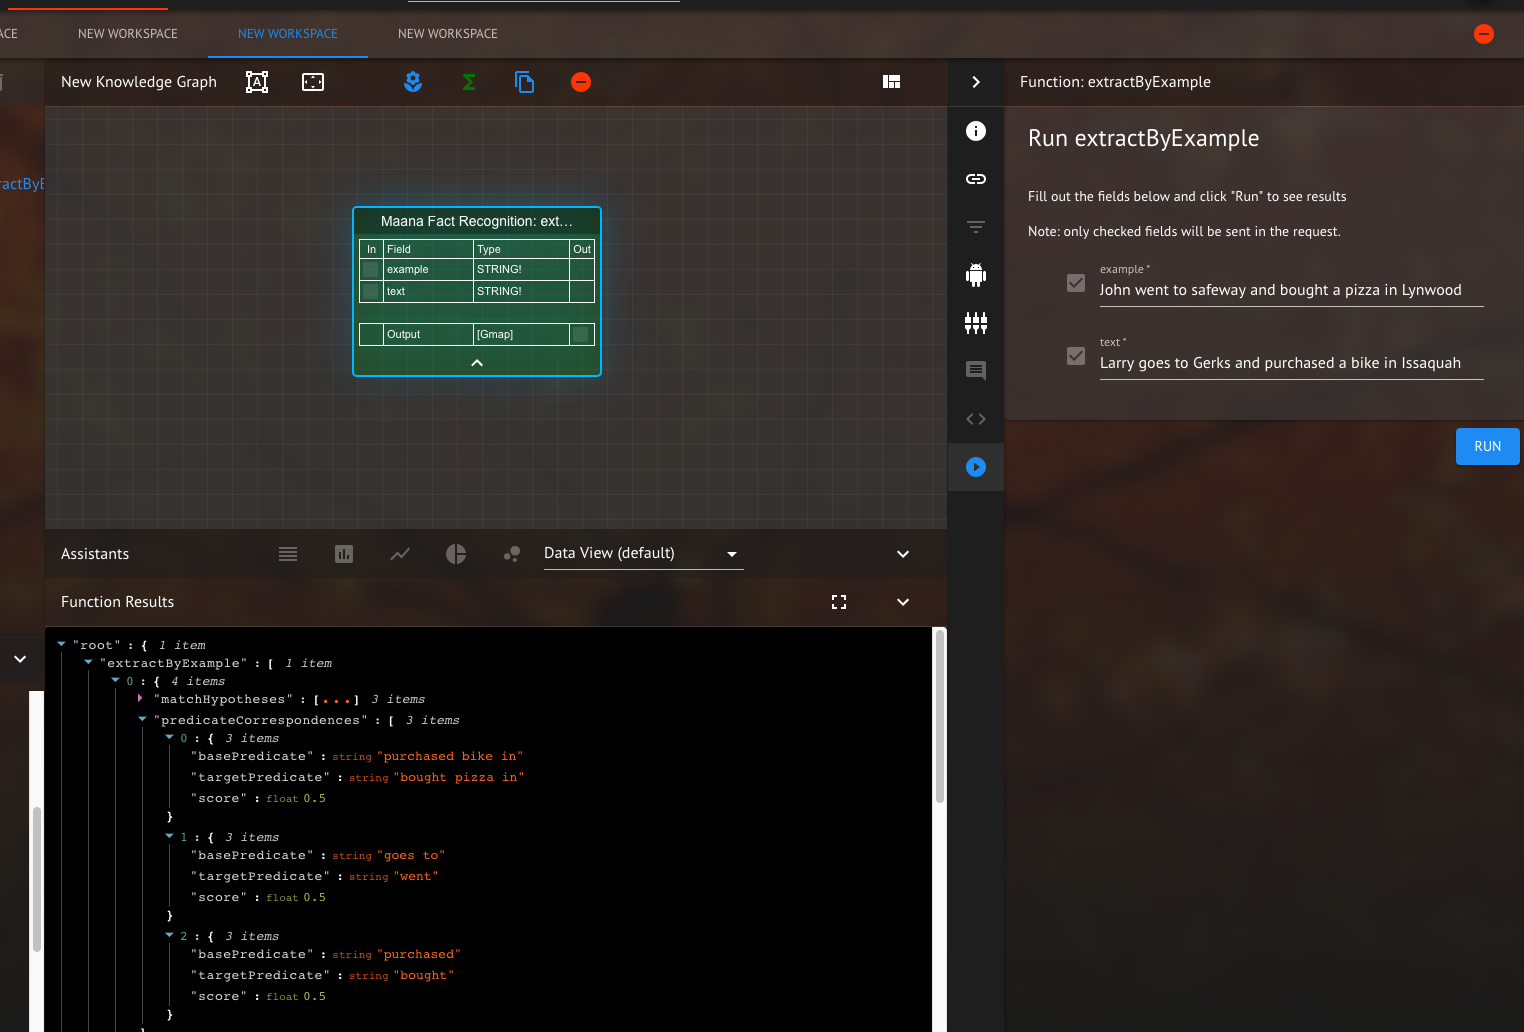 ACE
NEW WORKSPACE
NEW WORKSPACE
NEW WORKSPACE
New Knowledge Graph
Function: extractByExample
ractByE
Maana Fact Recognition: ext...
In Field Type Out
example STRING!
text STRING!
Output [Gmap]
Run extractByExample
Fill out the fields below and click "Run" to see results
Note: only checked fields will be sent in the request.
example *
John went to safeway and bought a pizza in Lynwood
text *
Larry goes to Gerks and purchased a bike in Issaquah
RUN
Assistants
Data View (default)
Function Results
"root" : { 1 item
"extractByExample" : [ 1 item
0 : { 4 items
"matchHypotheses" : [...] 3 items
"predicateCorrespondences" : [ 3 items
0 : { 3 items
"basePredicate" : string "purchased bike in"
"targetPredicate" : string "bought pizza in"
"score" : float 0.5
}
1 : { 3 items
"basePredicate" : string "goes to"
"targetPredicate" : string "went"
"score" : float 0.5
}
2 : { 3 items
"basePredicate" : string "purchased"
"targetPredicate" : string "bought"
"score" : float 0.5
}